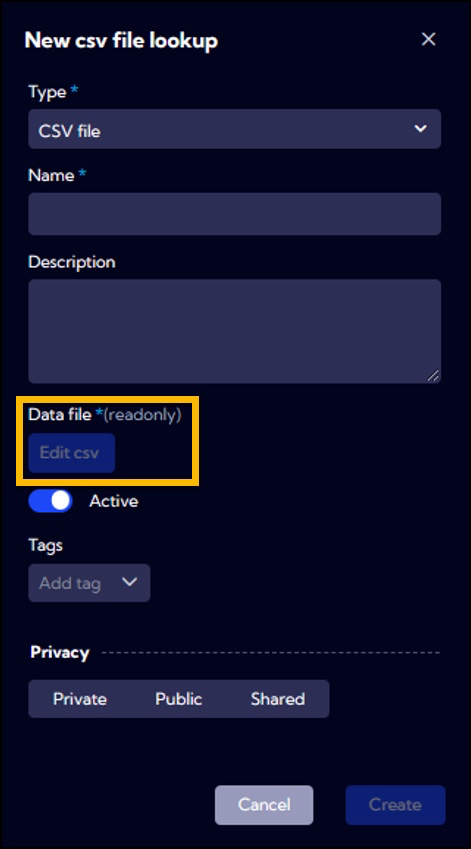 New csv file lookup
Type *
CSV file
Name *
Description
Data file *(readonly)
Edit csv
Active
Tags
Add tag
Privacy
Private Public Shared
Cancel Create